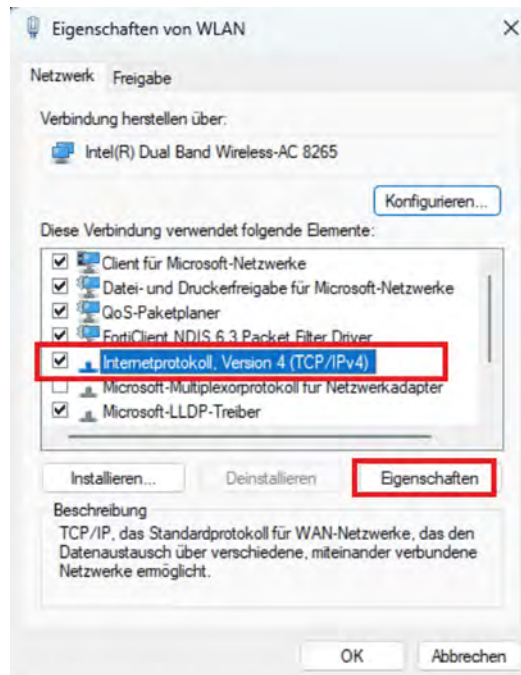 Eigenschaften von WLAN
Netzwerk Freigabe
Verbindung herstellen über:
Intel(R) Dual Band Wireless-AC 8265
Konfigurieren...
Diese Verbindung verwendet folgende Elemente:
Client für Microsoft-Netzwerke
Datei- und Druckerfreigabe für Microsoft-Netzwerke
QoS-Paketplaner
FortiClient NDIS 6.3 Packet Filter Driver
Internetprotokoll, Version 4 (TCP/IPv4)
Microsoft-Multiplexorprotokoll für Netzwerkadapter
Microsoft-LLDP-Treiber
Installieren... Deinstallieren Eigenschaften
Beschreibung
TCP/IP, das Standardprotokoll für WAN-Netzwerke, das den
Datenaustausch über verschiedene, miteinander verbundene
Netzwerke ermöglicht.
OK Abbrechen